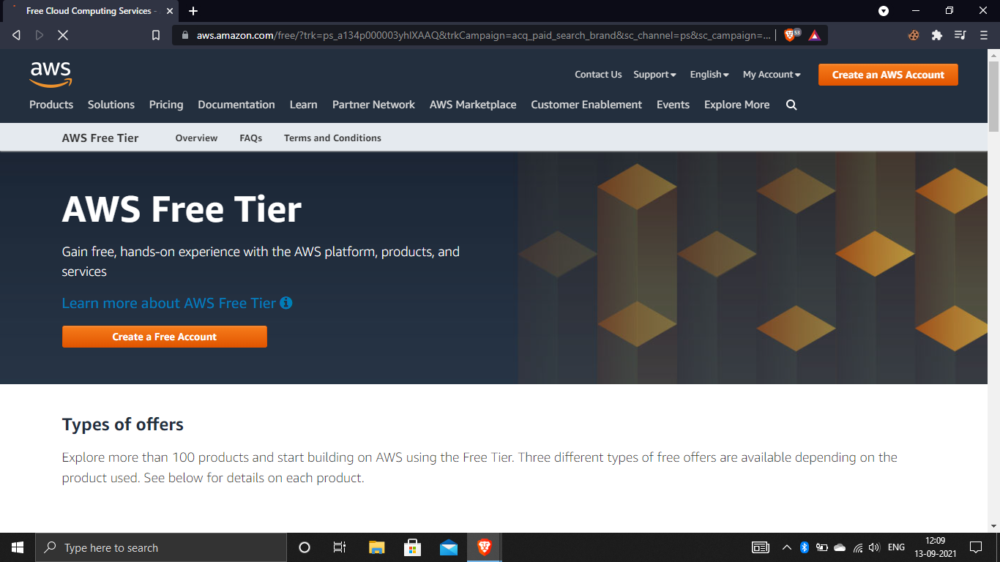 Free Cloud Computing Services -
aws.amazon.com/free/?trk=ps_a134p000003yhlXAAQ&trkCampaign=acq_paid_search_brand&sc_channel=ps&sc_campaign=...
53
aws
Contact Us Support English My Account Create an AWS Account
Products Solutions Pricing Documentation Learn Partner Network AWS Marketplace Customer Enablement Events Explore More
AWS Free Tier Overview FAQs Terms and Conditions
AWS Free Tier
Gain free, hands-on experience with the AWS platform, products, and
services
Learn more about AWS Free Tier
Create a Free Account
Types of offers
Explore more than 100 products and start building on AWS using the Free Tier. Three different types of free offers are available depending on the
product used. See below for details on each product.
Type here to search
ENG
12:09
13-09-2021